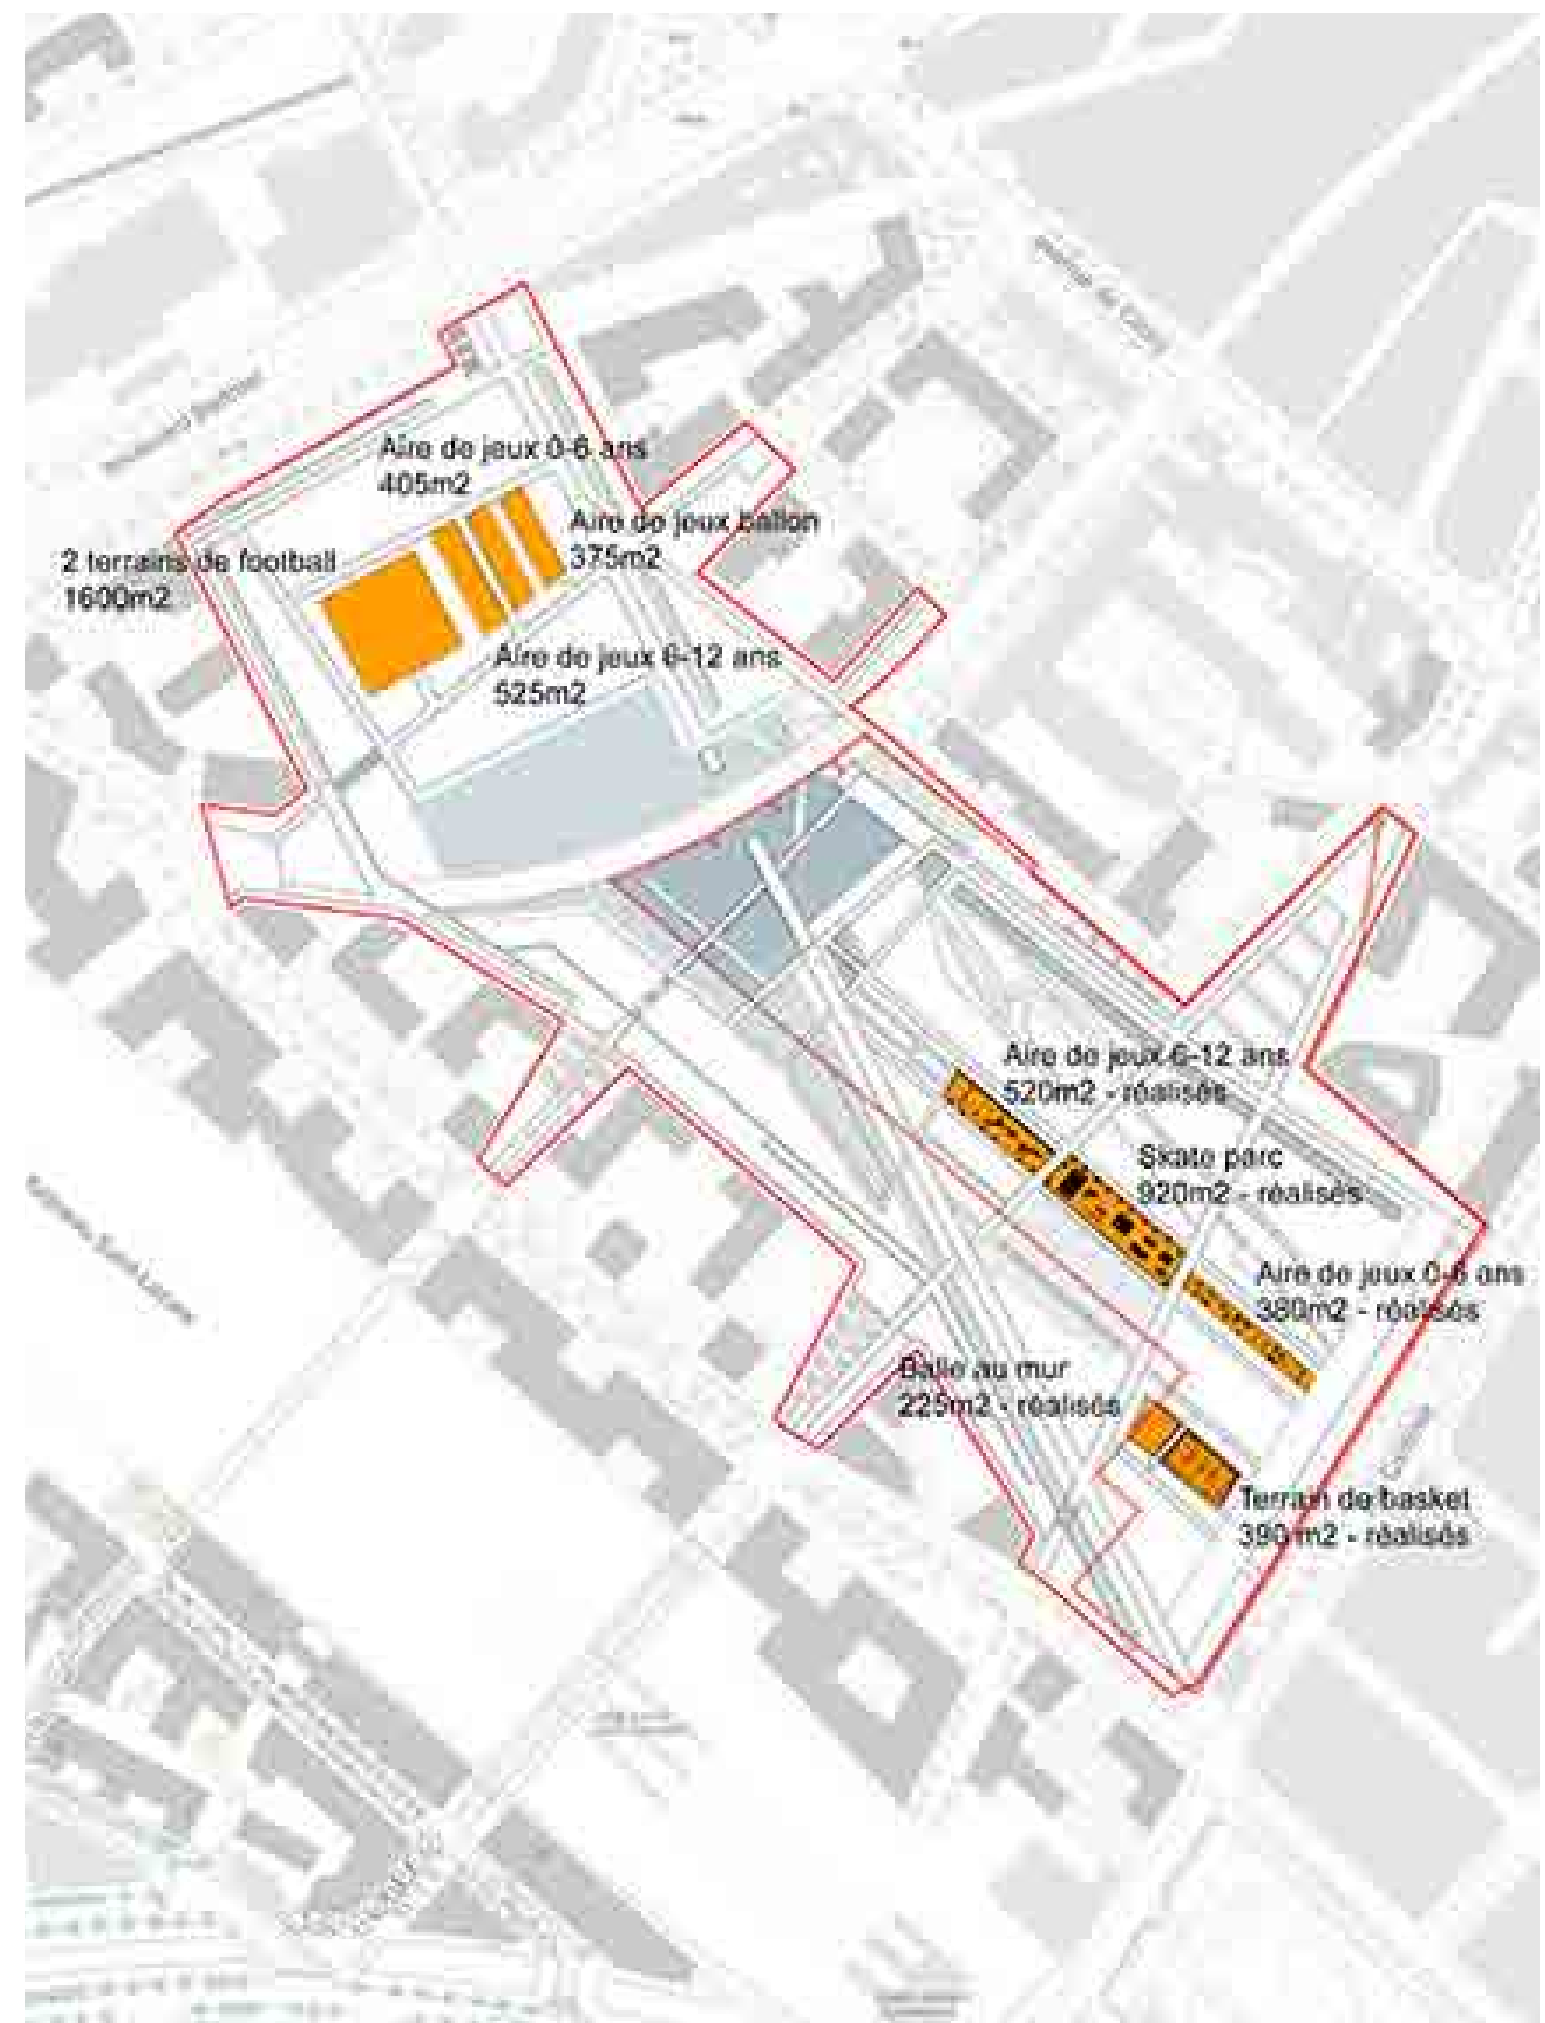 Aire de jeux 0-6 ans
405m2
Aire de jeux ballon
375m2
2 terrains de football
1600m2
Aire de jeux 6-12 ans
525m2
Aire de jeux 6-12 ans
520m2 - réalisés
Skate parc
920m2 - réalisés
Aire de jeux 0-6 ans
380m2 - réalisés
Balle au mur
225m2 - réalisés
Terrain de basket
390 m2 - réalisés